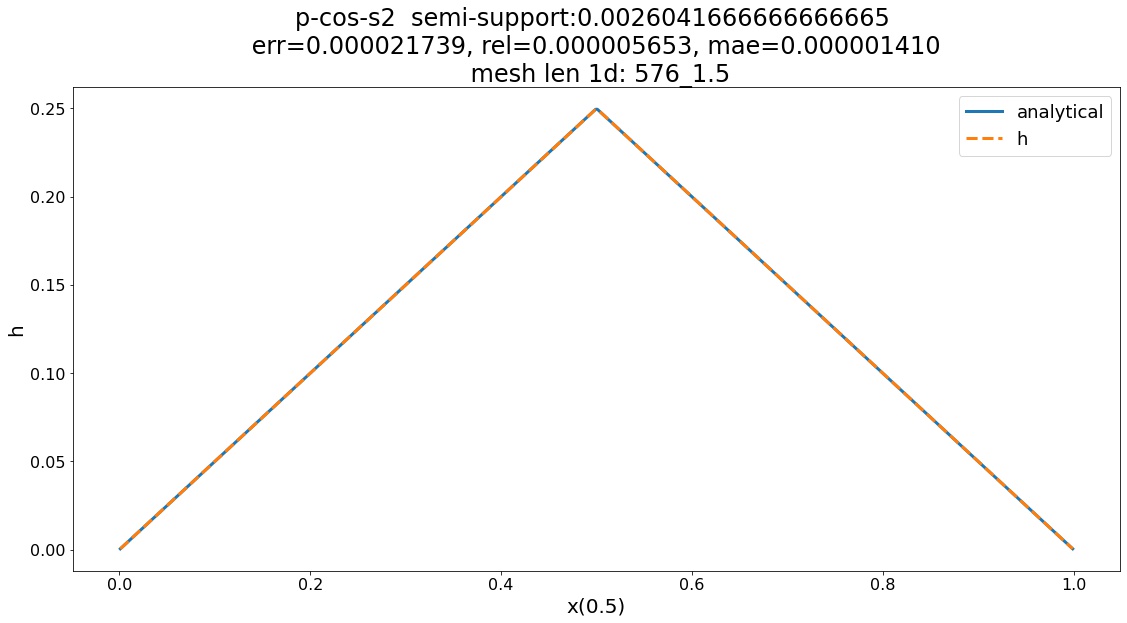 p-cos-s2 semi-support:0.0026041666666666665
err=0.000021739, rel=0.000005653, mae=0.000001410
mesh len 1d: 576_1.5
analytical
h
0.25
0.20
0.15
0.10
0.05
0.00
h
0.0 0.2 0.4 0.6 0.8 1.0
x(0.5)